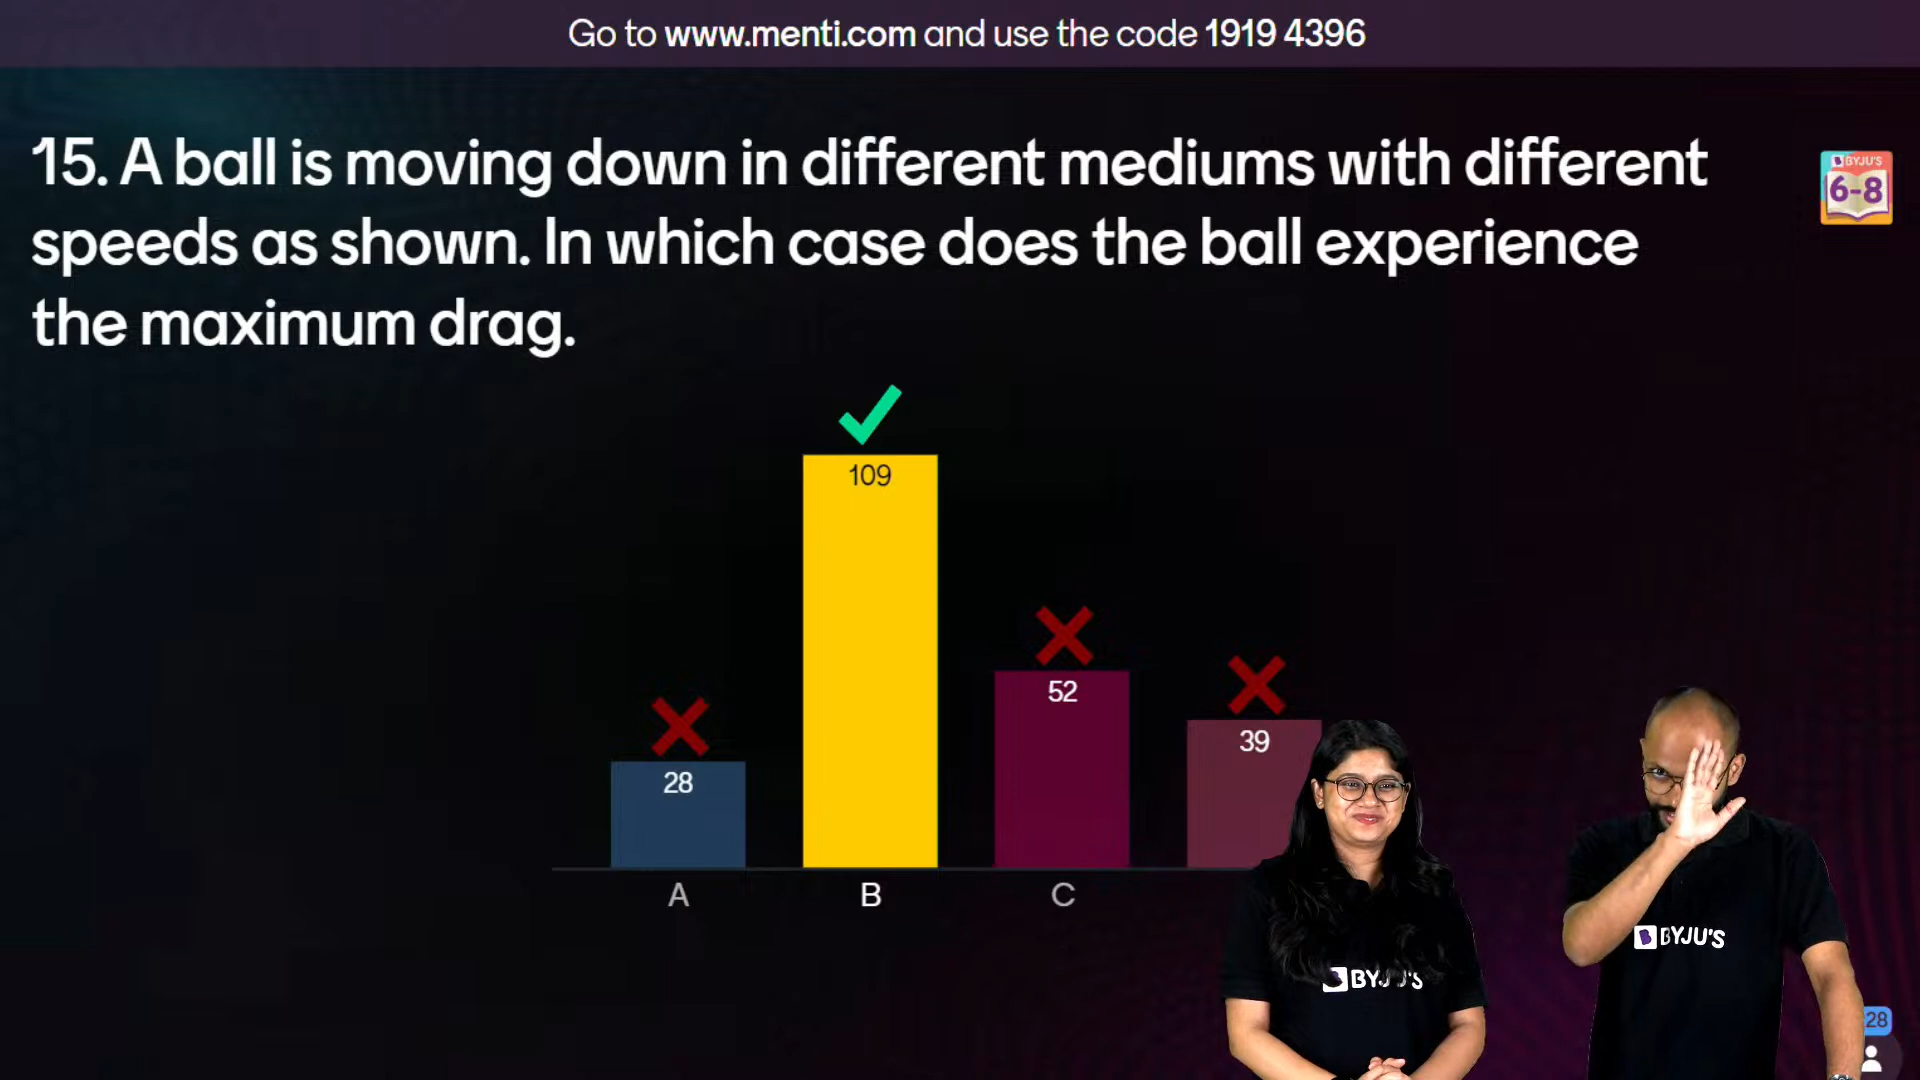 Go to www.menti.com and use the code 1919 4396
15. A ball is moving down in different mediums with different
speeds as shown. In which case does the ball experience
the maximum drag.
BYJU'S
6-8
109
52
39
28
A
B
C
BYJU'S
BYJU'S
28